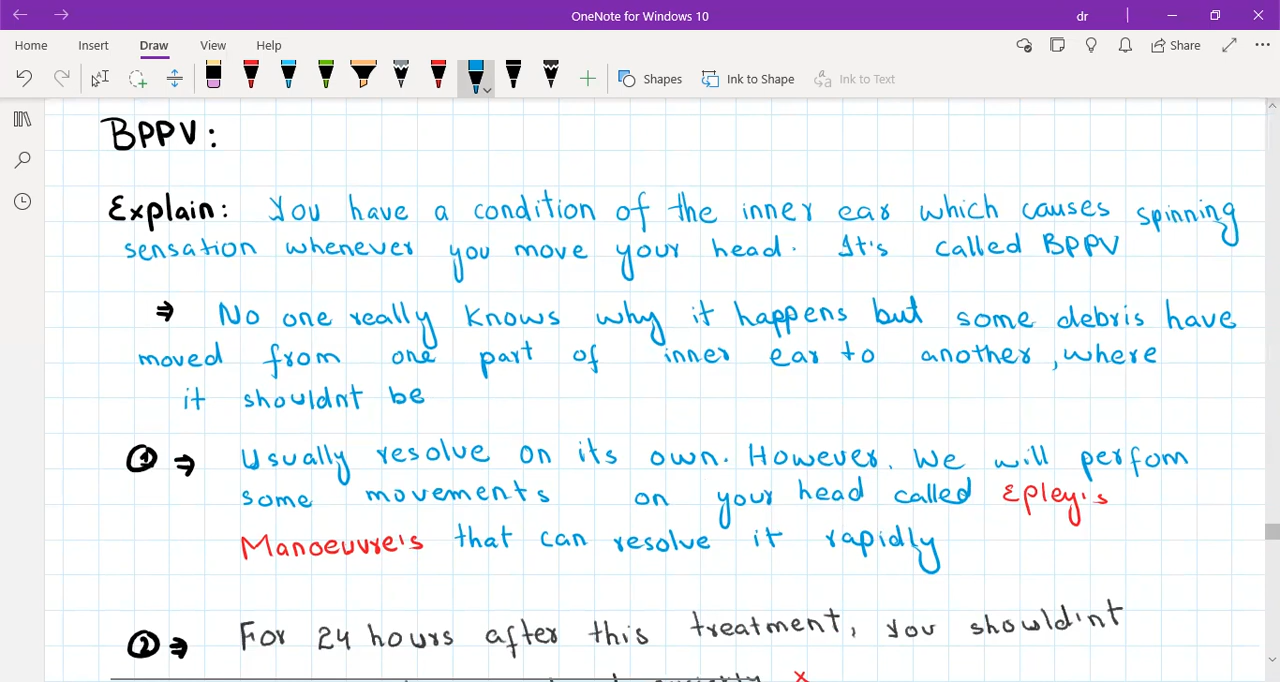 OneNote for Windows 10
dr
Home Insert Draw View Help
Share
Shapes Ink to Shape Ink to Text
BPPV:
Explain: You have a condition of the inner ear which causes spinning
sensation whenever you move your head. It's called BPPV
⇒ No one really knows why it happens but some debris have
moved from one part of inner ear to another, where
it shouldnt be
① ⇒ Usually resolve on its own. However, We will perfom
some movements on your head called Epley's
Manoeuvre's that can resolve it rapidly
② ⇒ For 24 hours after this treatment, you should'nt